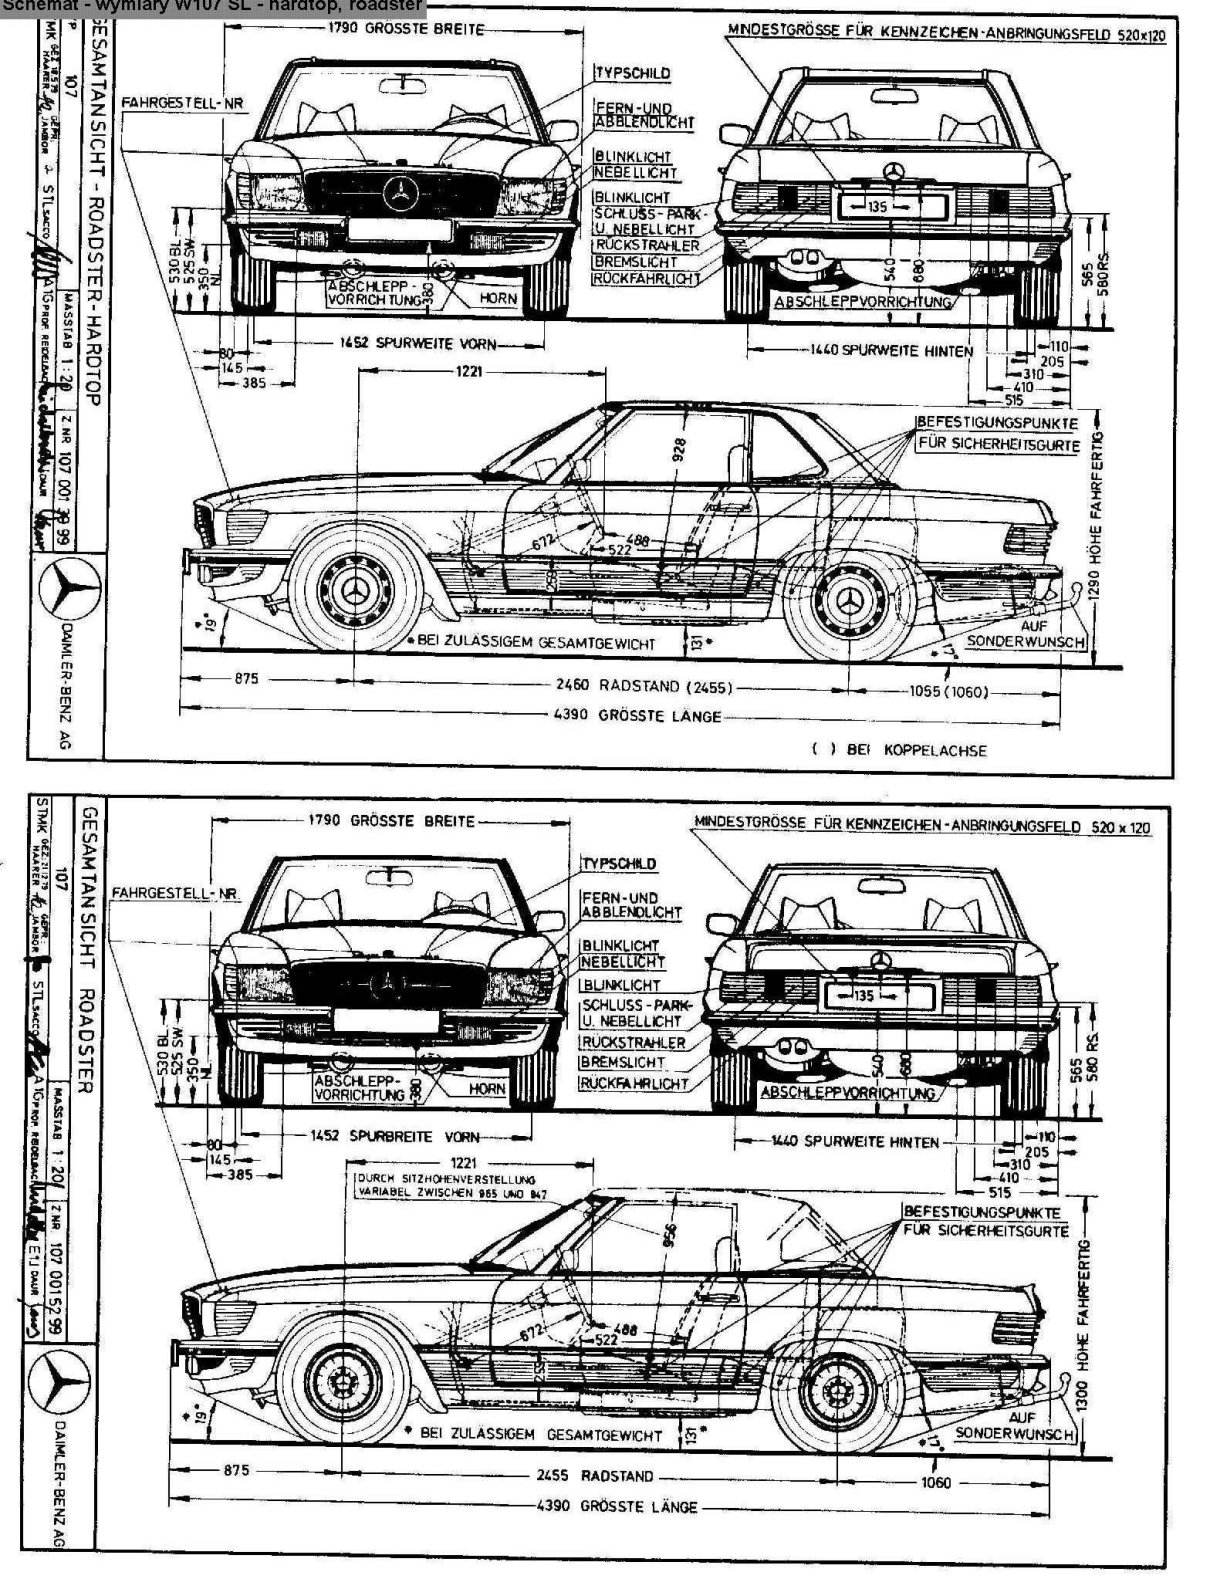 Schemat - wymiary W107 SL - hardtop, roadster
GESAMTANSICHT - ROADSTER - HARDTOP
107
MASSTAB 1:20
Z NR 107 001 39 99
DAIMLER-BENZ AG
1790 GRÖSSTE BREITE
MINDESTGRÖSSE FÜR KENNZEICHEN-ANBRINGUNGSFELD 520x120
FAHRGESTELL-NR
TYPSCHILD
FERN-UND
ABBLENDLICHT
BLINKLICHT
NEBELLICHT
BLINKLICHT
SCHLUSS-PARK-
U. NEBELLICHT
RÜCKSTRAHLER
BREMSLICHT
RÜCKFAHRLICHT
135
530 BL
525 SW
350
N
380
ABSCHLEPP-
VORRICHTUNG
HORN
540
680
565
580 RS.
ABSCHLEPPVORRICHTUNG
1452 SPURWEITE VORN
80
145
385
1440 SPURWEITE HINTEN
110
205
310
410
515
1221
928
BEFESTIGUNGSPUNKTE
FÜR SICHERHEITSGURTE
672
488
522
1290 HÖHE FAHRFERTIG
19°*
* BEI ZULÄSSIGEM GESAMTGEWICHT
131*
*17°
AUF
SONDERWUNSCH
875
2460 RADSTAND (2455)
1055 (1060)
4390 GRÖSSTE LÄNGE
( ) BEI KOPPELACHSE
GESAMTANSICHT ROADSTER
107
MASSTAB 1:20
Z NR 107 00152 99
DAIMLER-BENZ AG
1790 GRÖSSTE BREITE
MINDESTGRÖSSE FÜR KENNZEICHEN-ANBRINGUNGSFELD 520 x 120
FAHRGESTELL-NR.
TYPSCHILD
FERN-UND
ABBLENDLICHT
BLINKLICHT
NEBELLICHT
BLINKLICHT
SCHLUSS-PARK-
U. NEBELLICHT
RÜCKSTRAHLER
BREMSLICHT
RÜCKFAHRLICHT
135
530 BL
525 SW
350
N
380
ABSCHLEPP-
VORRICHTUNG
HORN
540
680
565
580 RS.
ABSCHLEPPVORRICHTUNG
1452 SPURBREITE VORN
80
145
385
1440 SPURWEITE HINTEN
110
205
310
410
515
1221
DURCH SITZHÖHENVERSTELLUNG
VARIABEL ZWISCHEN 965 UND 947
956
BEFESTIGUNGSPUNKTE
FÜR SICHERHEITSGURTE
672
488
522
1300 HÖHE FAHRFERTIG
19°*
* BEI ZULÄSSIGEM GESAMTGEWICHT
131*
*17°
AUF
SONDERWUNSCH
875
2455 RADSTAND
1060
4390 GRÖSSTE LÄNGE